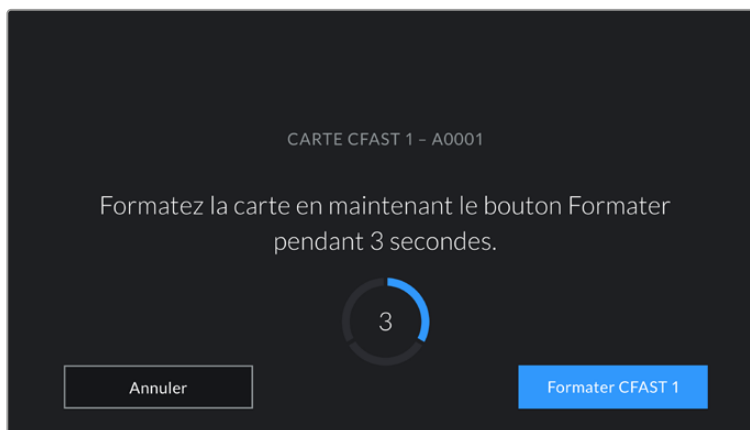 CARTE CFAST 1 – A0001
Formatez la carte en maintenant le bouton Formater
pendant 3 secondes.
3
Annuler
Formater CFAST 1